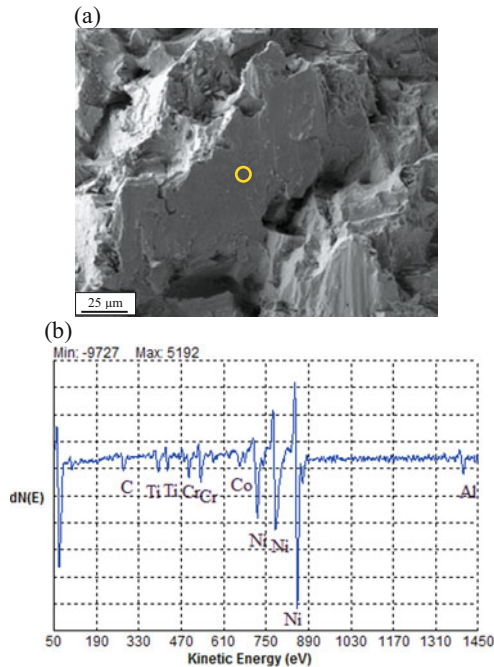 (a)
25 µm
(b)
Min: -9727 Max: 5192
dN(E)
C Ti Ti Cr Cr Co Ni Ni Ni Al
50 190 330 470 610 750 890 1030 1170 1310 1450
Kinetic Energy (eV)